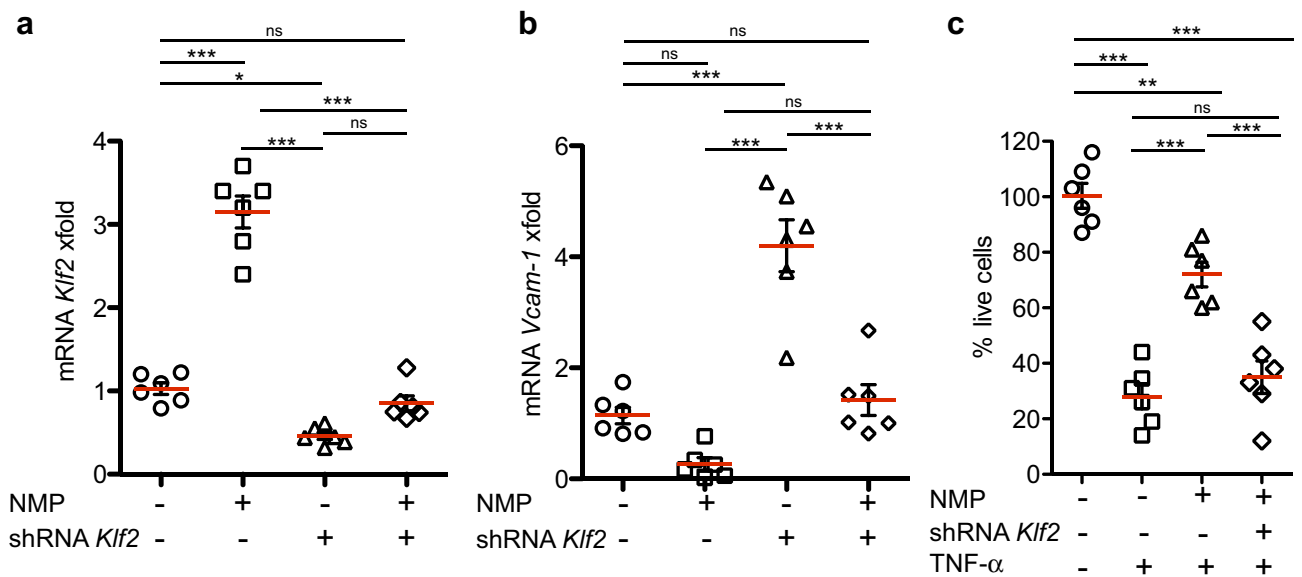 a
ns
***
*
***
ns
***
mRNA Klf2 xfold
4
3
2
1
0
NMP - + - +
shRNA Klf2 - - + +
b
ns
ns
***
ns
***
***
mRNA Vcam-1 xfold
6
4
2
0
NMP - + - +
shRNA Klf2 - - + +
c
***
***
**
ns
***
***
% live cells
120
100
80
60
40
20
0
NMP - - + +
shRNA Klf2 +
TNF-α - + + +